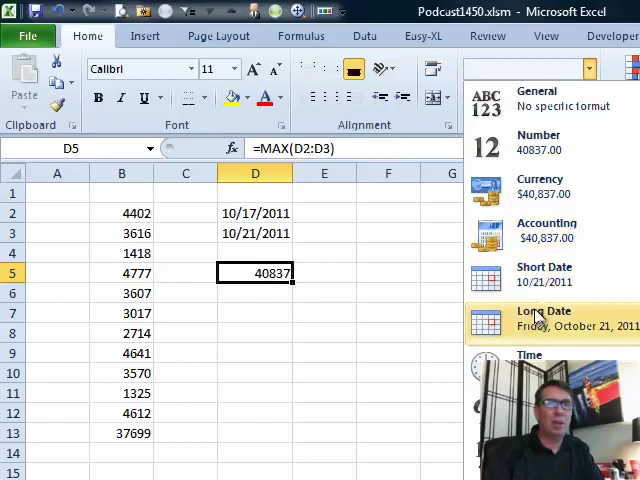 Podcast1450.xlsm - Microsoft Excel
File Home Insert Page Layout Formulas Data Easy-XL Review View Developer
Paste Calibri 11 A A
B I U A
Clipboard Font
D5 fx =MAX(D2:D3)
A B C D E F G
1
2 4402 10/17/2011
3 3616 10/21/2011
4 1418
5 4777 40837
6 3607
7 3017
8 2714
9 4641
10 3570
11 1325
12 4612
13 37699
14
15
ABC 123 General
No specific format
12 Number
40837.00
Currency
$40,837.00
Accounting
$40,837.00
Short Date
10/21/2011
Long Date
Friday, October 21, 2011
Time